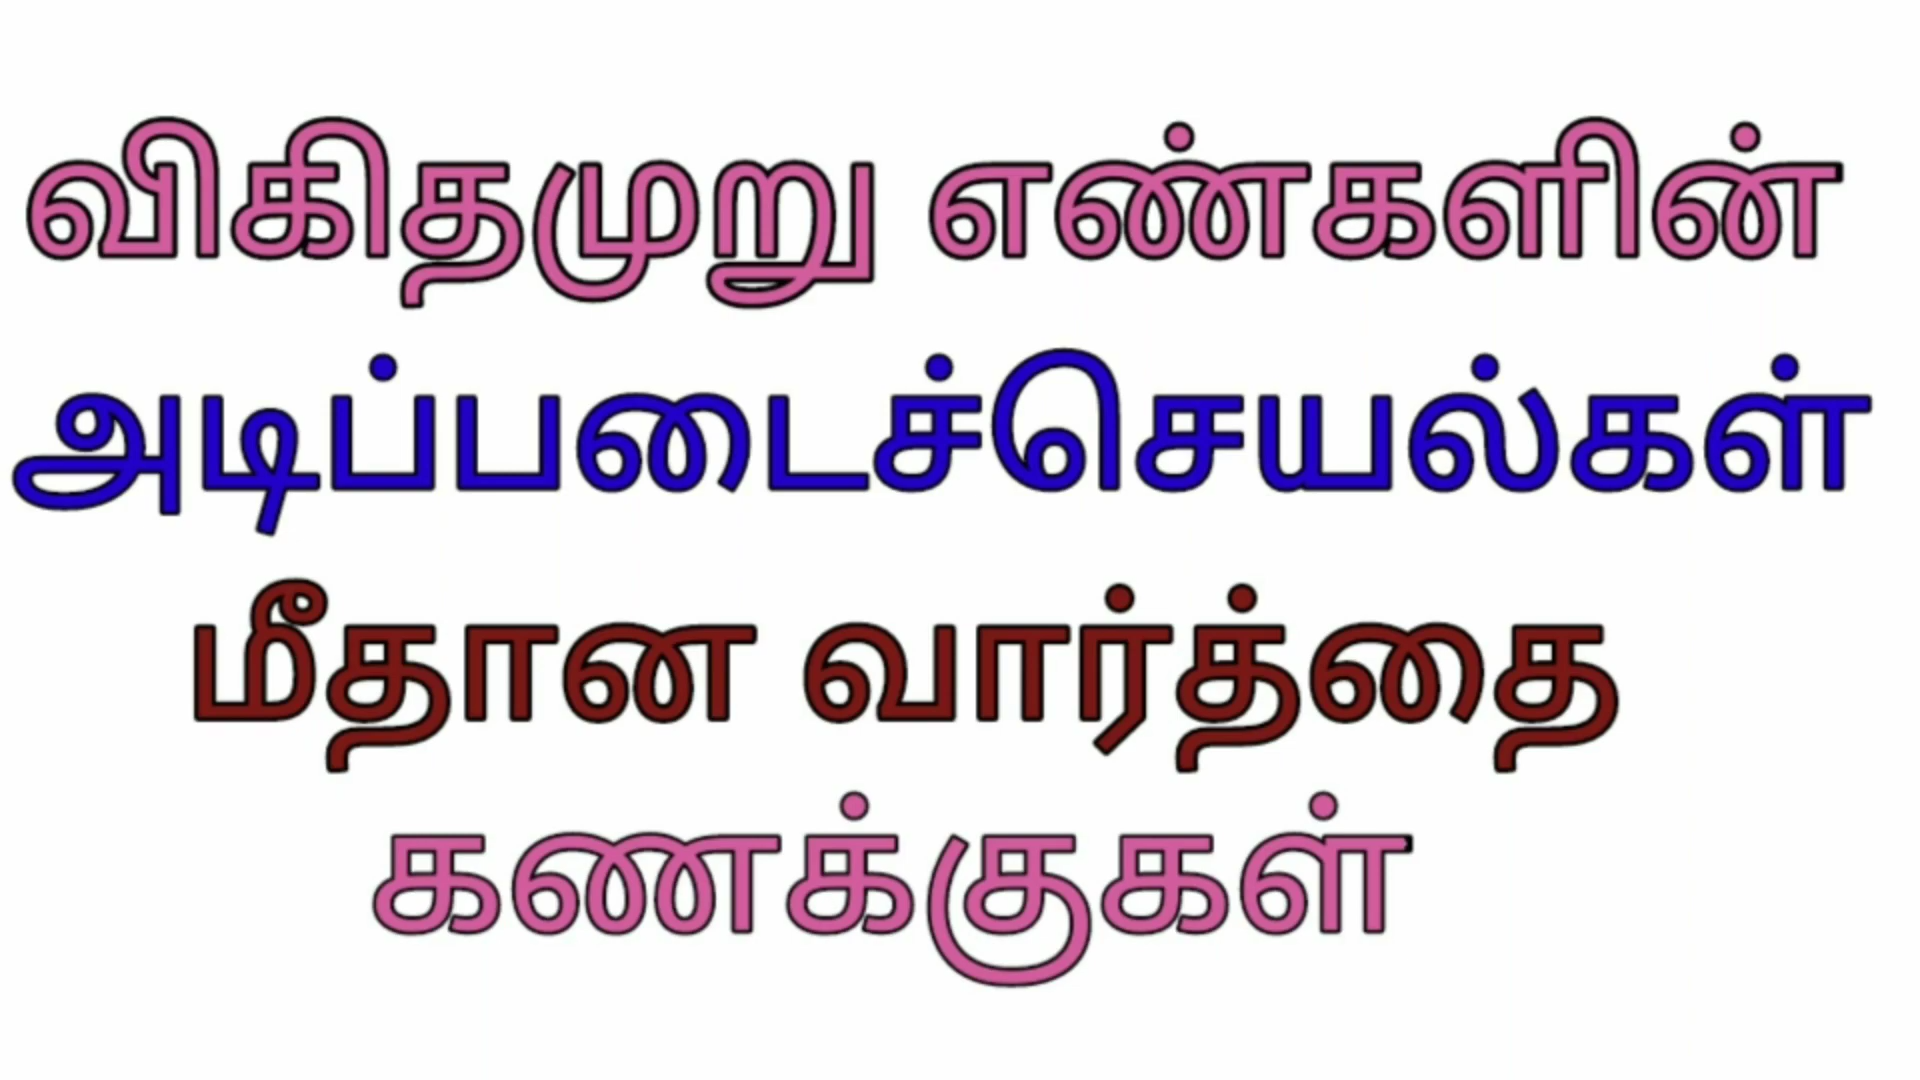 விகிதமுறு எண்களின்
அடிப்படைச்செயல்கள்
மீதான வார்த்தை
கணக்குகள்